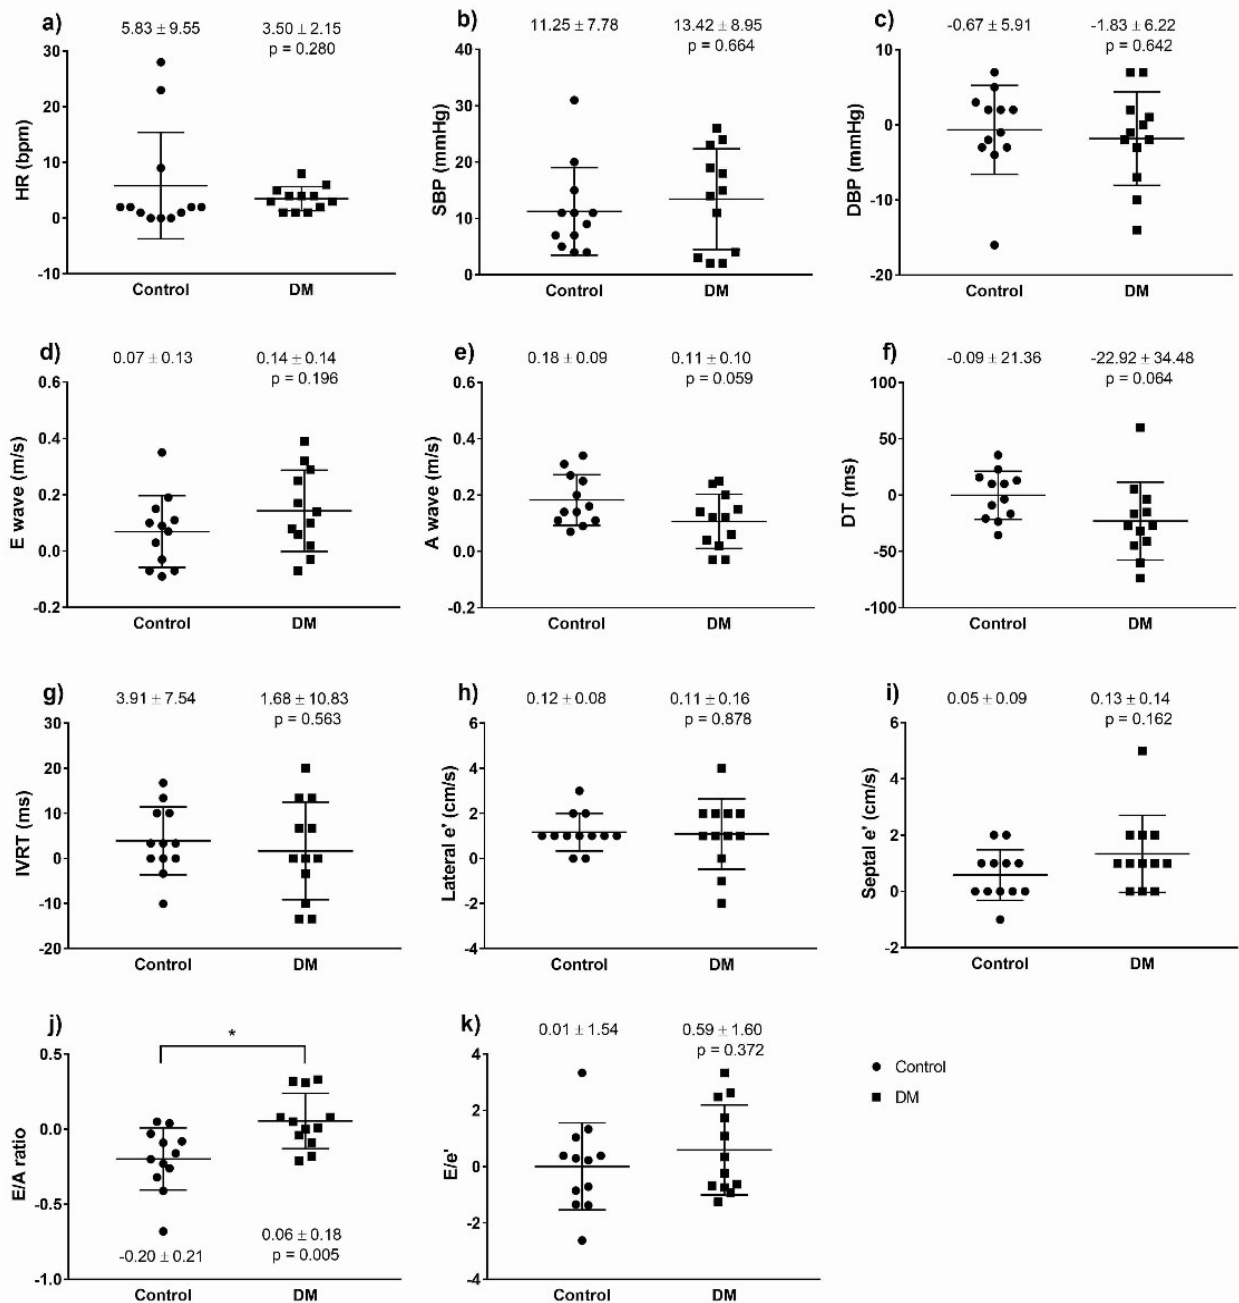 a)
5.83 ± 9.55
3.50 ± 2.15
p = 0.280
30
20
10
0
-10
HR (bpm)
Control
DM
b)
11.25 ± 7.78
13.42 ± 8.95
p = 0.664
40
30
20
10
0
SBP (mmHg)
Control
DM
c)
-0.67 ± 5.91
-1.83 ± 6.22
p = 0.642
10
0
-10
-20
DBP (mmHg)
Control
DM
d)
0.07 ± 0.13
0.14 ± 0.14
p = 0.196
0.6
0.4
0.2
0.0
-0.2
E wave (m/s)
Control
DM
e)
0.18 ± 0.09
0.11 ± 0.10
p = 0.059
0.6
0.4
0.2
0.0
-0.2
A wave (m/s)
Control
DM
f)
-0.09 ± 21.36
-22.92 ± 34.48
p = 0.064
100
50
0
-50
-100
DT (ms)
Control
DM
g)
3.91 ± 7.54
1.68 ± 10.83
p = 0.563
30
20
10
0
-10
-20
IVRT (ms)
Control
DM
h)
0.12 ± 0.08
0.11 ± 0.16
p = 0.878
6
4
2
0
-2
-4
Lateral e' (cm/s)
Control
DM
i)
0.05 ± 0.09
0.13 ± 0.14
p = 0.162
6
4
2
0
-2
Septal e' (cm/s)
Control
DM
j)
*
0.5
0.0
-0.5
-1.0
E/A ratio
-0.20 ± 0.21
0.06 ± 0.18
p = 0.005
Control
DM
k)
0.01 ± 1.54
0.59 ± 1.60
p = 0.372
4
2
0
-2
-4
E/e'
Control
DM
Control
DM